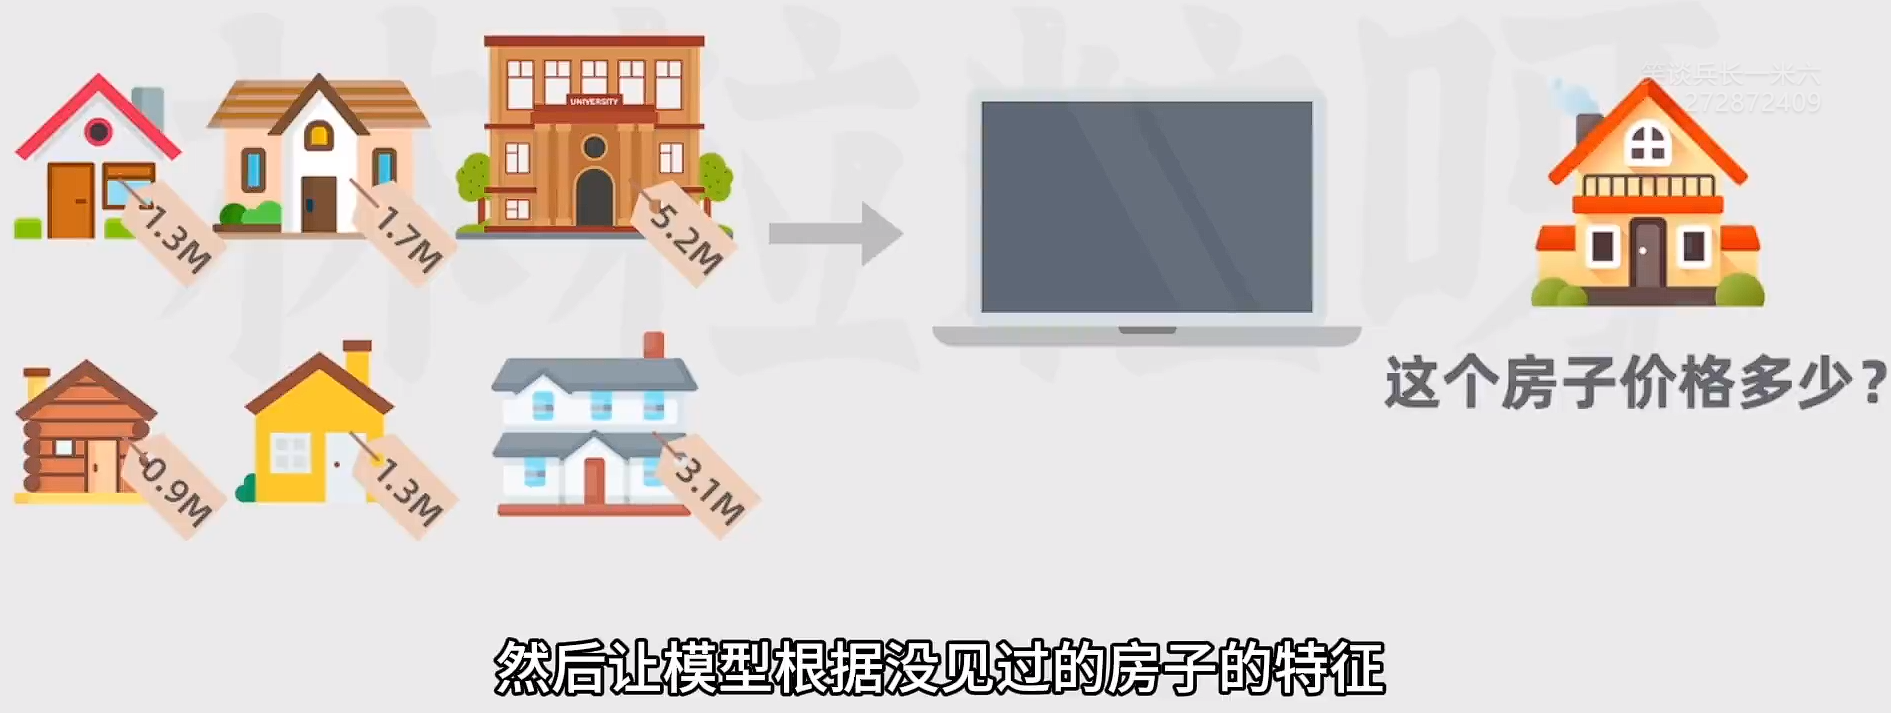 笑谈兵长一米六
272872409
UNIVERSITY
1.3M
1.7M
5.2M
0.9M
1.3M
3.1M
这个房子价格多少?
然后让模型根据没见过的房子的特征